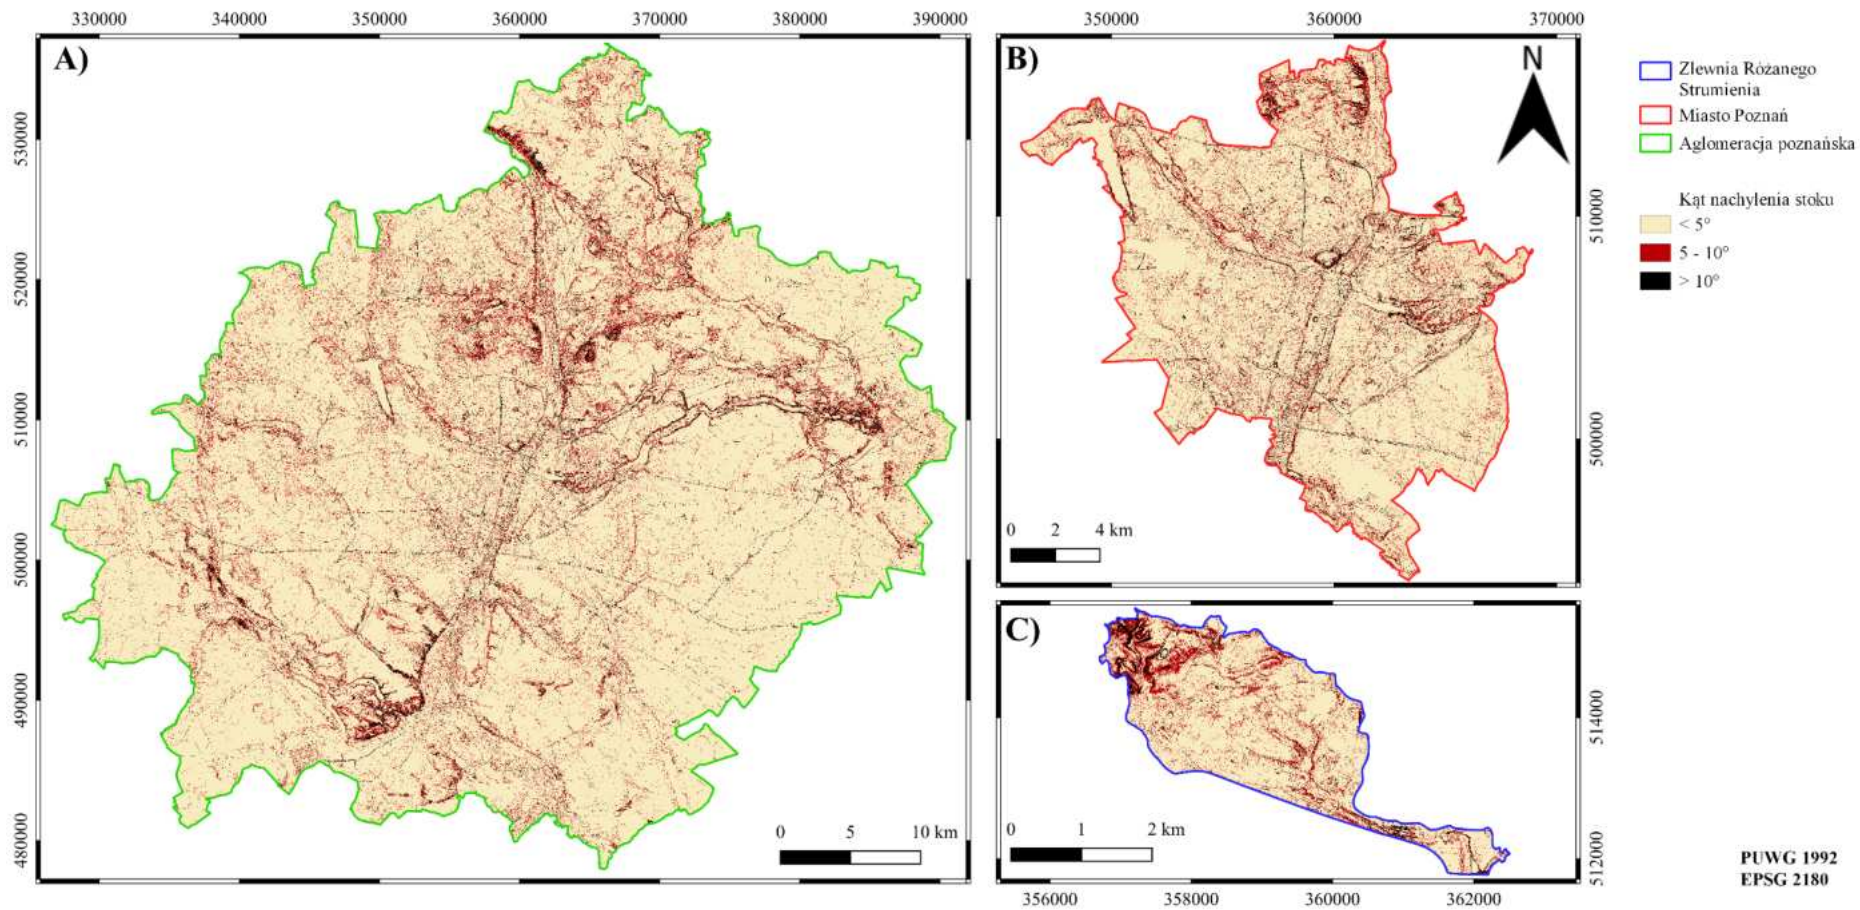 330000 340000 350000 360000 370000 380000 390000
350000 360000 370000
A)
B)
N
Zlewnia Różanego
Strumienia
Miasto Poznań
Aglomeracja poznańska
Kąt nachylenia stoku
< 5°
5 - 10°
> 10°
530000
520000
510000
500000
490000
480000
510000
500000
0 2 4 km
C)
514000
512000
0 5 10 km
0 1 2 km
356000 358000 360000 362000
PUWG 1992
EPSG 2180